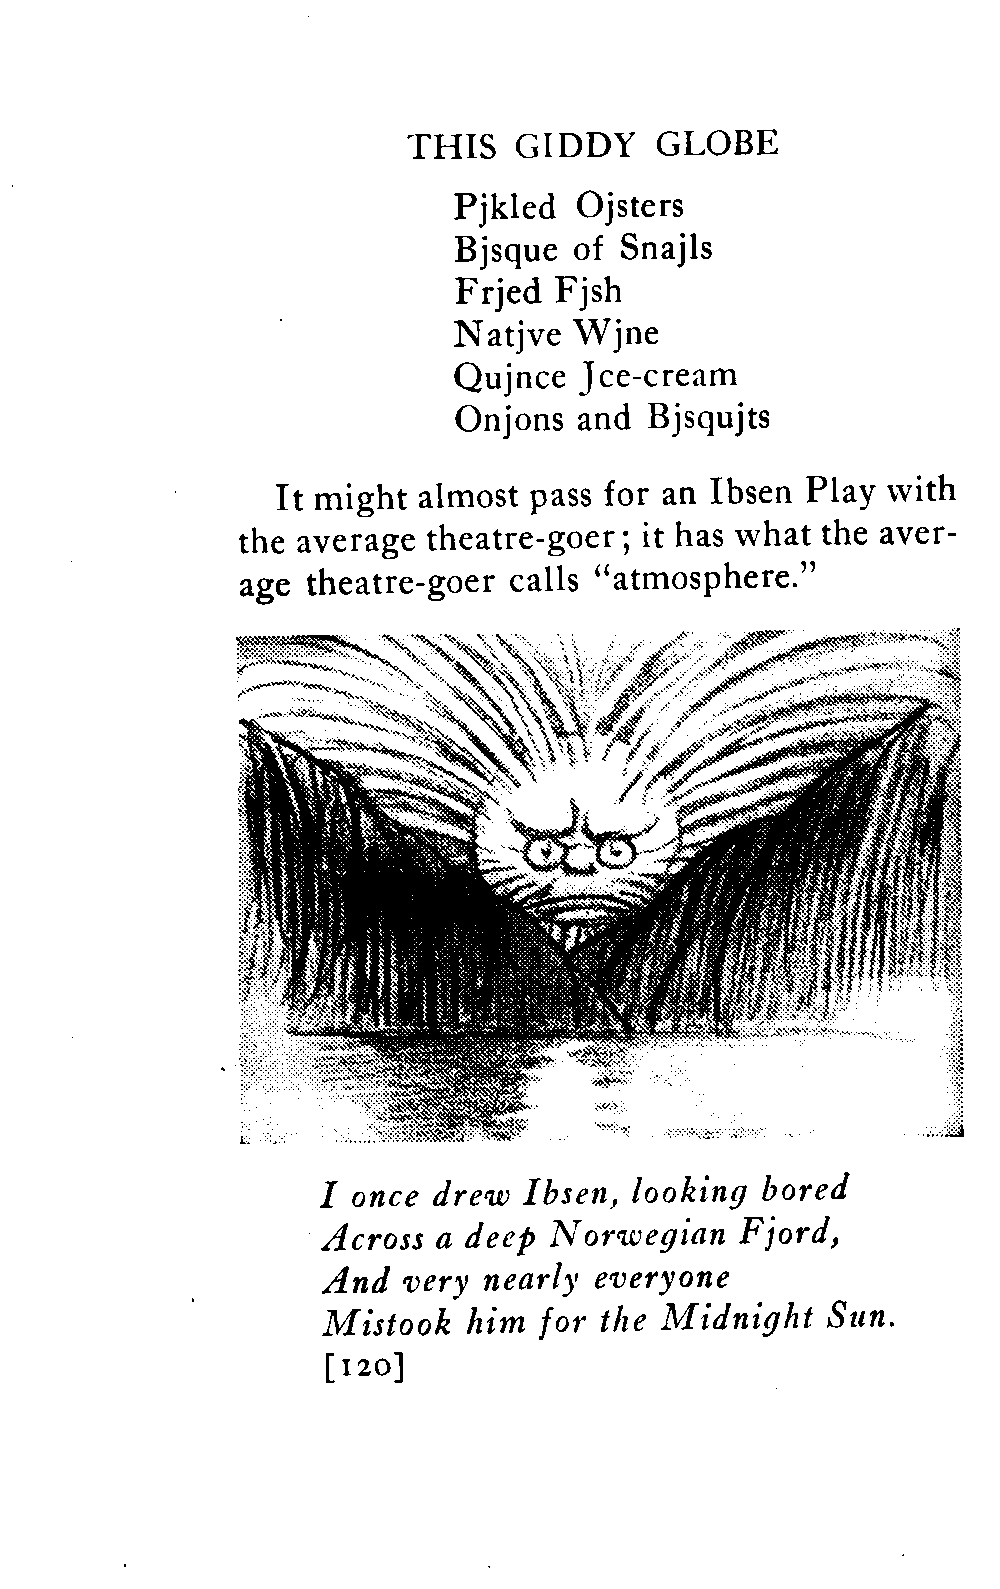 THIS GIDDY GLOBE
Pjkled Ojsters
Bjsque of Snajls
Frjed Fjsh
Natjve Wjne
Qujnce Jce-cream
Onjons and Bjsqujts
It might almost pass for an Ibsen Play with
the average theatre-goer; it has what the aver-
age theatre-goer calls “atmosphere.”
I once drew Ibsen, looking bored
Across a deep Norwegian Fjord,
And very nearly everyone
Mistook him for the Midnight Sun.
[120]